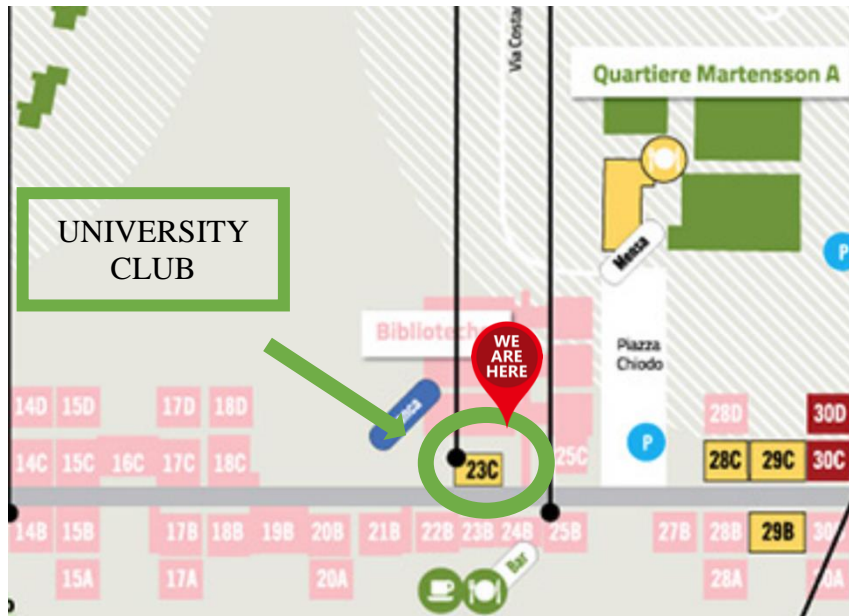 Via Costa
Quartiere Martensson A
UNIVERSITY
CLUB
Mensa
P
Biblioteche
WE
ARE
HERE
Piazza
Chiodo
P
14D 15D 17D 18D 28D 30D
14C 15C 16C 17C 18C 23C 25C 28C 29C 30C
14B 15B 17B 18B 19B 20B 21B 22B 23B 24B 25B 27B 28B 29B
15A 17A 20A Bar 28A